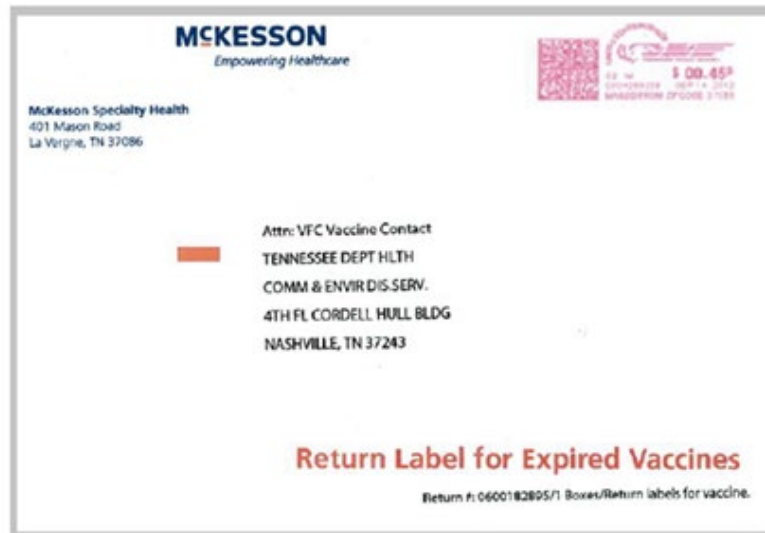 MCKESSON
Empowering Healthcare
$ 00.45⁰
McKesson Specialty Health
401 Mason Road
La Vergne, TN 37086
Attn: VFC Vaccine Contact
TENNESSEE DEPT HLTH
COMM & ENVIR DIS.SERV.
4TH FL CORDELL HULL BLDG
NASHVILLE, TN 37243
Return Label for Expired Vaccines
Return #: 0600182895/1 Boxes/Return labels for vaccine.